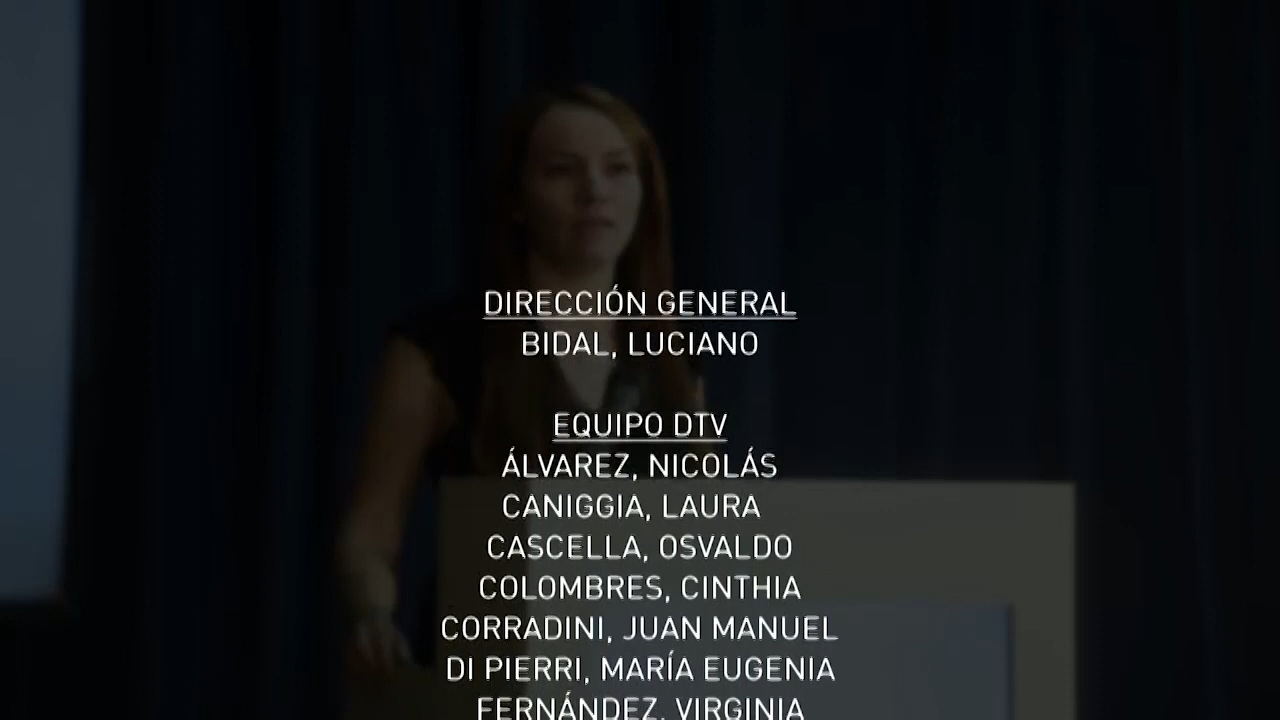 DIRECCIÓN GENERAL
BIDAL, LUCIANO
EQUIPO DTV
ÁLVAREZ, NICOLÁS
CANIGGIA, LAURA
CASCELLA, OSVALDO
COLOMBRES, CINTHIA
CORRADINI, JUAN MANUEL
DI PIERRI, MARÍA EUGENIA
FERNÁNDEZ, VIRGINIA